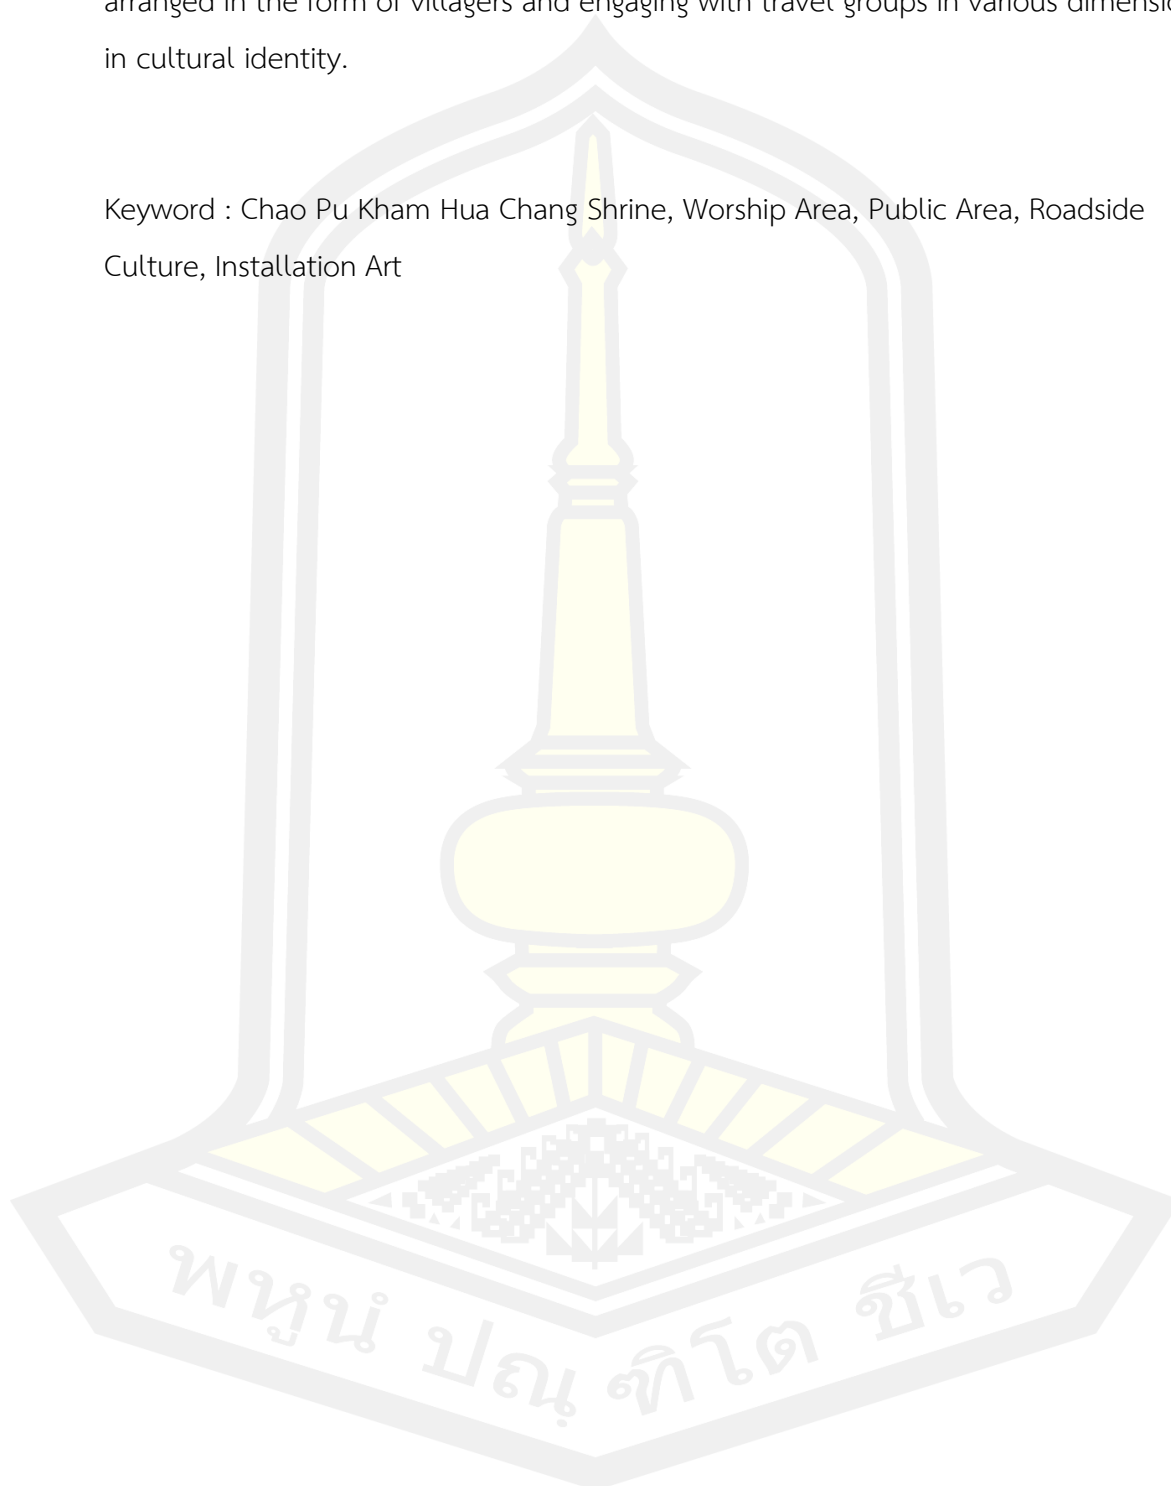 arranged in the form of villagers and engaging with travel groups in various
in cultural identity.
Keyword : Chao Pu Kham Hua Chang Shrine, Worship Area, Public Area, Roadside
Culture, Installation Art
พหูนํ ปณฺฑิโต ชีเว